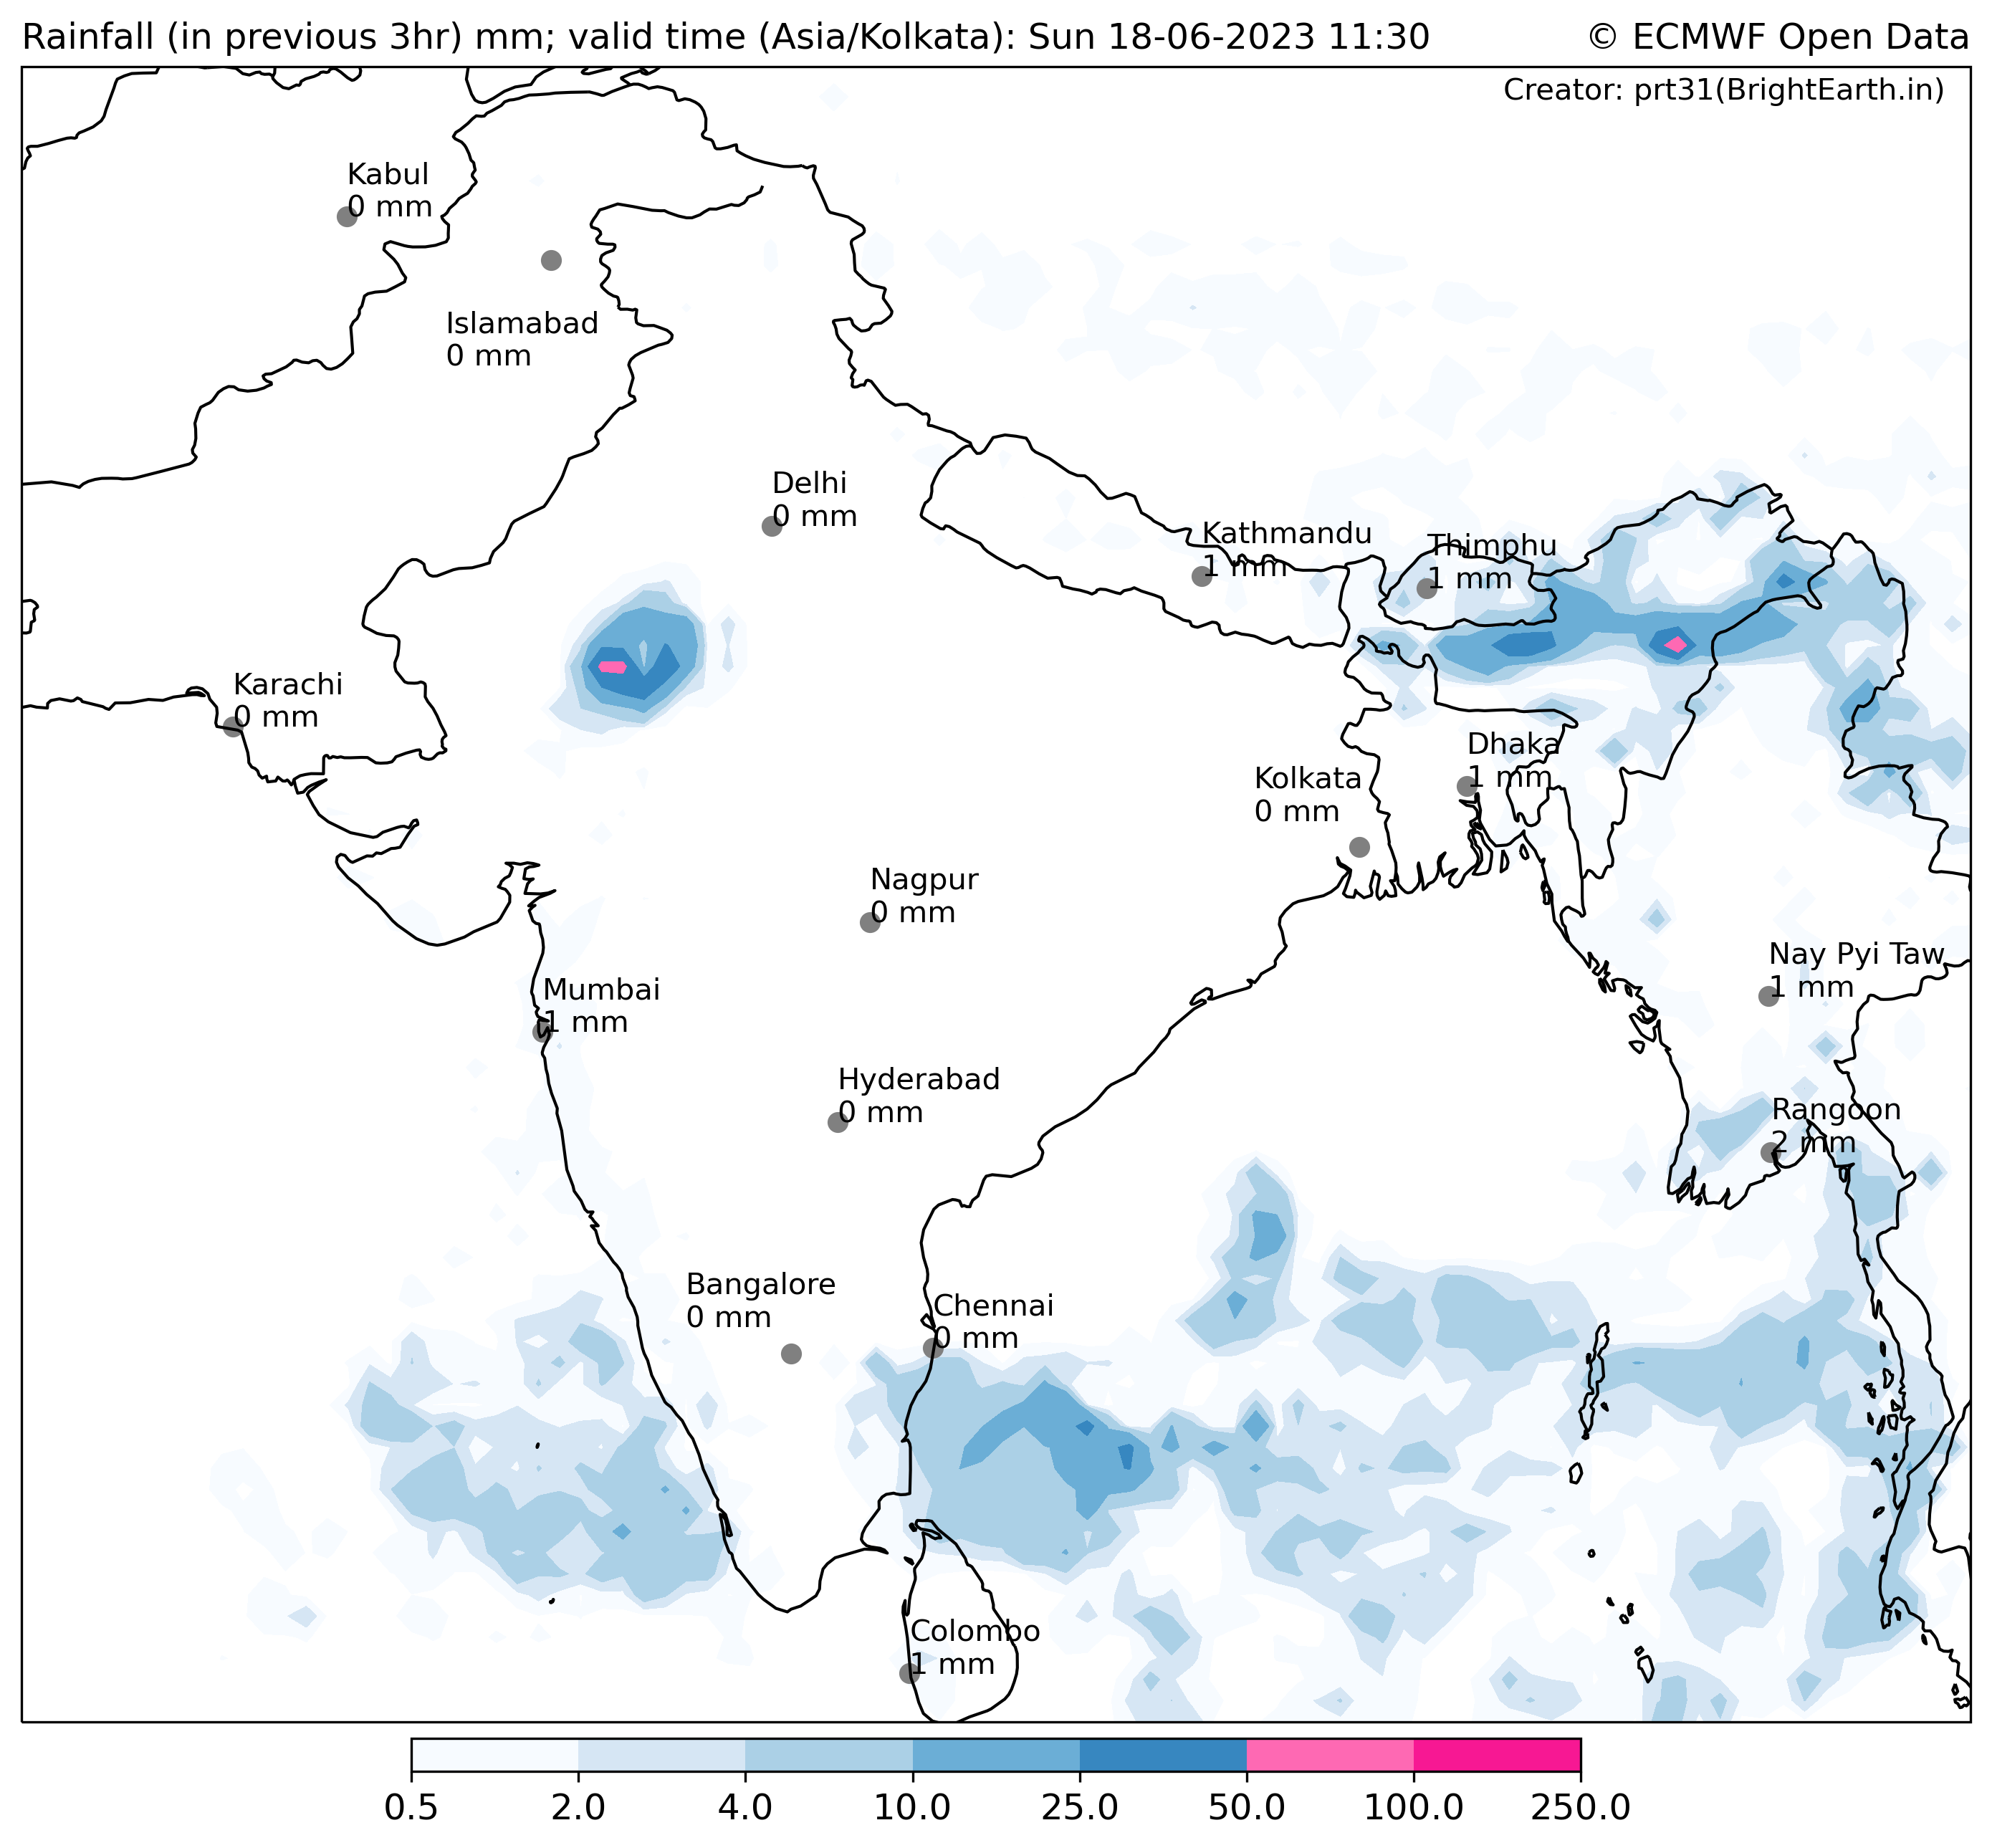 Rainfall (in previous 3hr) mm; valid time (Asia/Kolkata): Sun 18-06-2023 11:30
© ECMWF Open Data
Creator: prt31(BrightEarth.in)
Kabul
0 mm
Islamabad
0 mm
Delhi
0 mm
Kathmandu
1 mm
Thimphu
1 mm
Karachi
0 mm
Dhaka
1 mm
Kolkata
0 mm
Nagpur
0 mm
Nay Pyi Taw
1 mm
Mumbai
1 mm
Hyderabad
0 mm
Rangoon
2 mm
Bangalore
0 mm
Chennai
0 mm
Colombo
1 mm
0.5 2.0 4.0 10.0 25.0 50.0 100.0 250.0